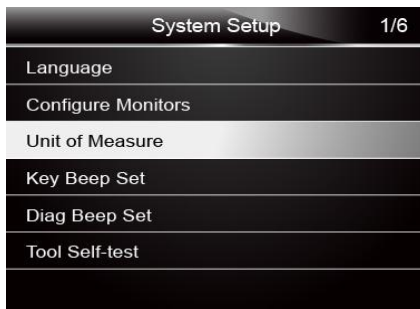 System Setup 1/6
Language
Configure Monitors
Unit of Measure
Key Beep Set
Diag Beep Set
Tool Self-test